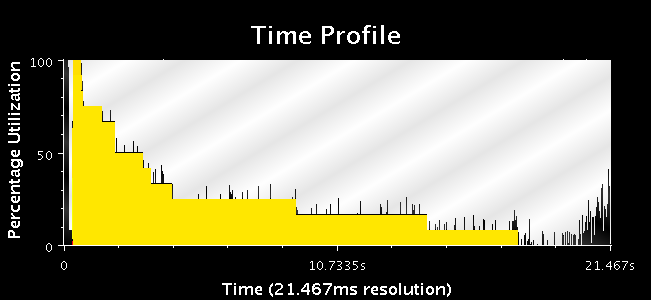 Time Profile
Percentage Utilization
100
50
0
0
10.7335s
21.467s
Time (21.467ms resolution)